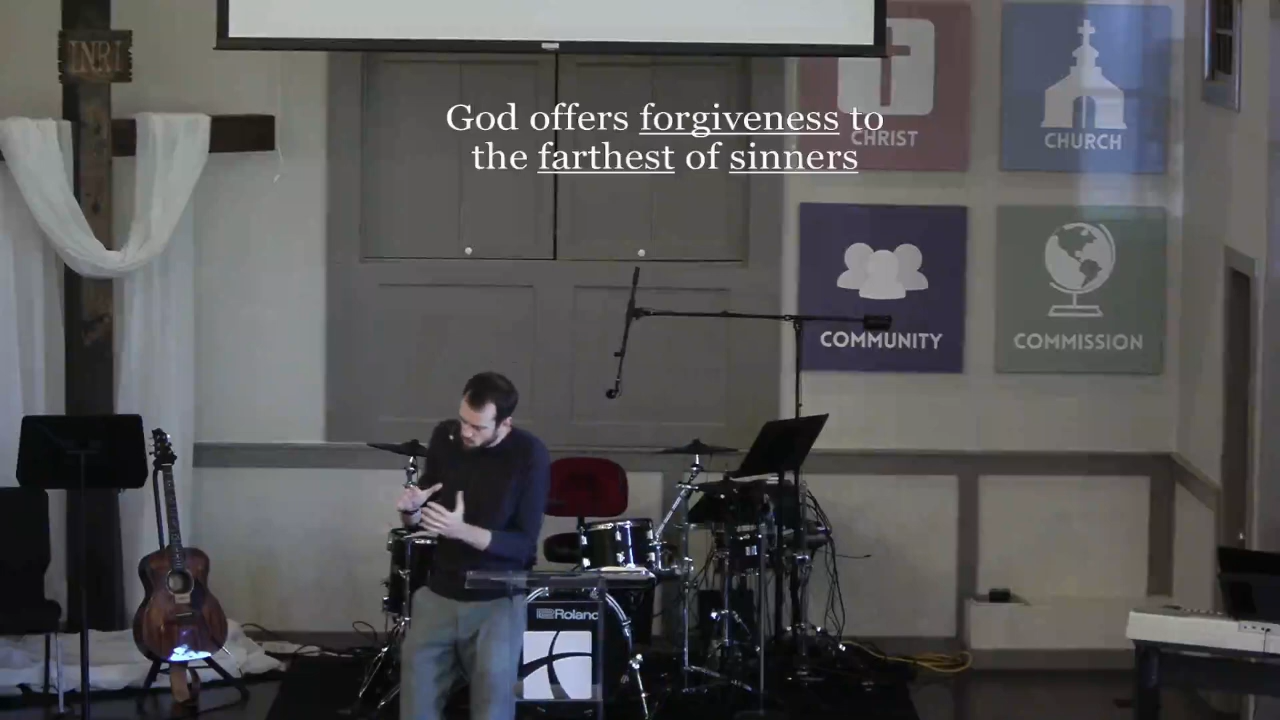 INRI
God offers forgiveness to
the farthest of sinners
CHRIST
CHURCH
COMMUNITY
COMMISSION
Roland